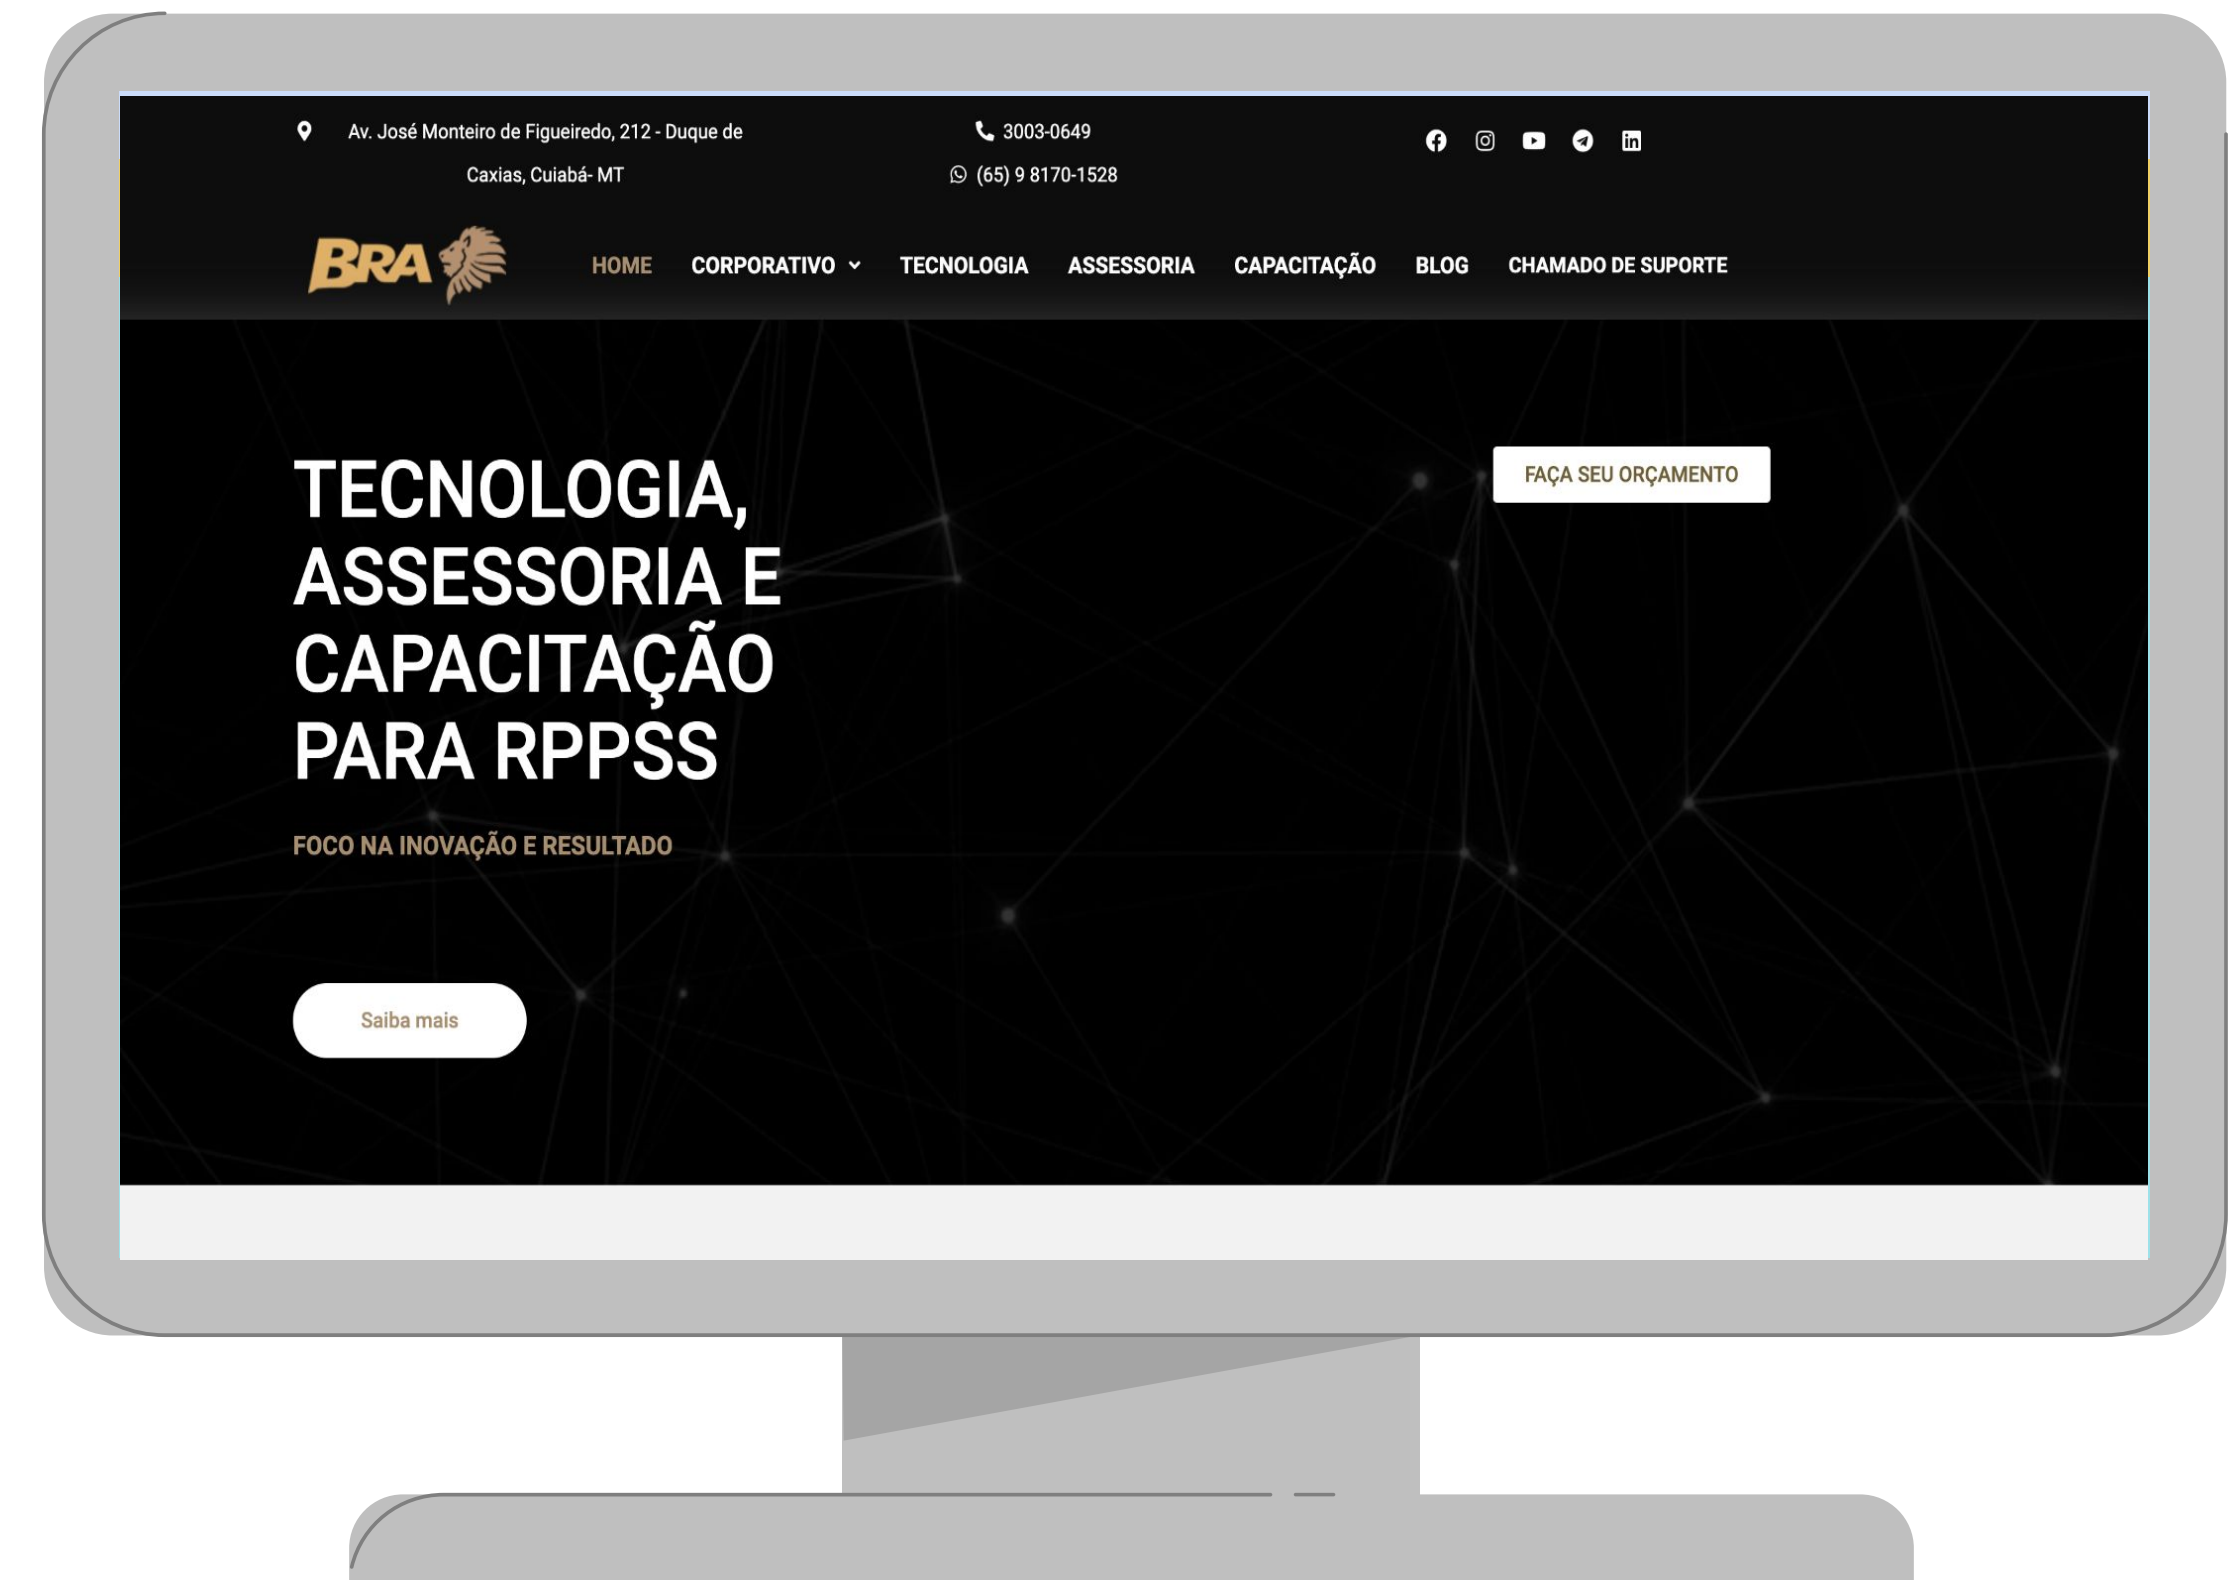 Av. José Monteiro de Figueiredo, 212 - Duque de
Caxias, Cuiabá- MT
3003-0649
(65) 9 8170-1528
BRA
HOME CORPORATIVO TECNOLOGIA ASSESSORIA CAPACITAÇÃO BLOG CHAMADO DE SUPORTE
TECNOLOGIA,
ASSESSORIA E
CAPACITAÇÃO
PARA RPPSS
FAÇA SEU ORÇAMENTO
FOCO NA INOVAÇÃO E RESULTADO
Saiba mais